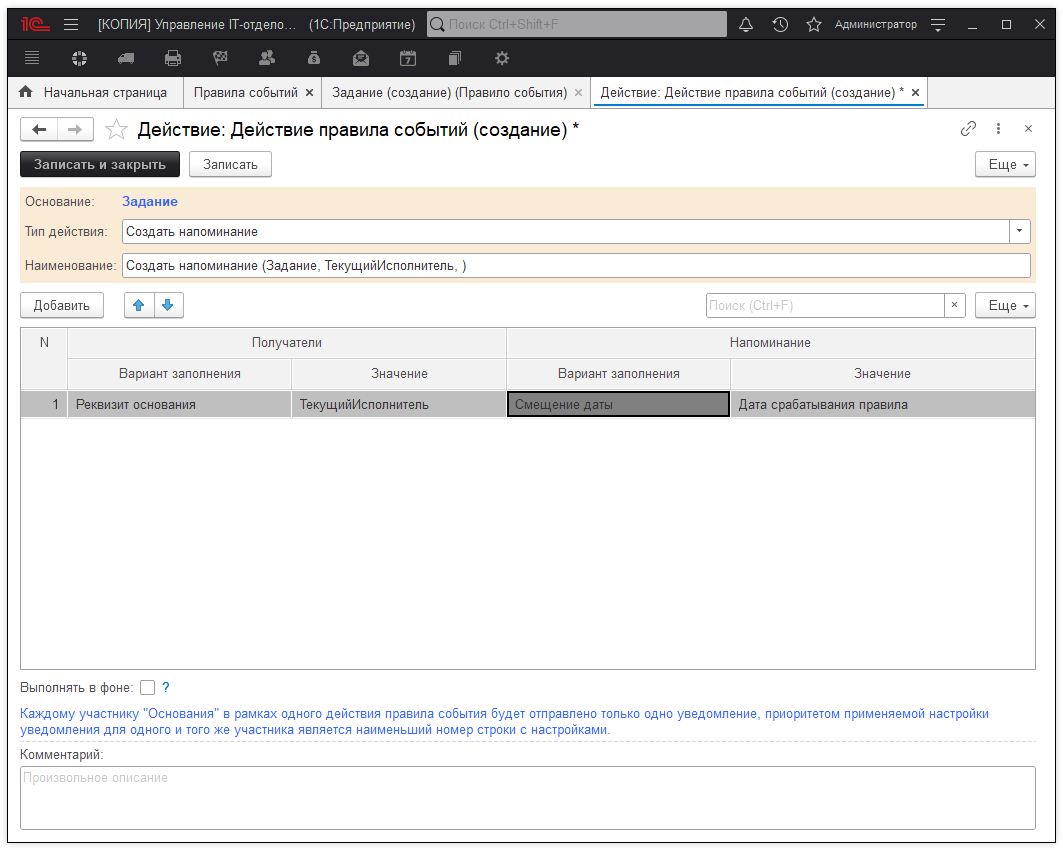 1С [КОПИЯ] Управление IT-отдело... (1С:Предприятие) Поиск Ctrl+Shift+F Администратор
7
Начальная страница Правила событий × Задание (создание) (Правило события) × Действие: Действие правила событий (создание) * ×
Действие: Действие правила событий (создание) *
Записать и закрыть Записать Еще
Основание: Задание
Тип действия: Создать напоминание
Наименование: Создать напоминание (Задание, ТекущийИсполнитель, )
Добавить Поиск (Ctrl+F) × Еще
N Получатели Напоминание
Вариант заполнения Значение Вариант заполнения Значение
1 Реквизит основания ТекущийИсполнитель Смещение даты Дата срабатывания правила
Выполнять в фоне: ?
Каждому участнику "Основания" в рамках одного действия правила события будет отправлено только одно уведомление, приоритетом применяемой настройки
уведомления для одного и того же участника является наименьший номер строки с настройками.
Комментарий:
Произвольное описание